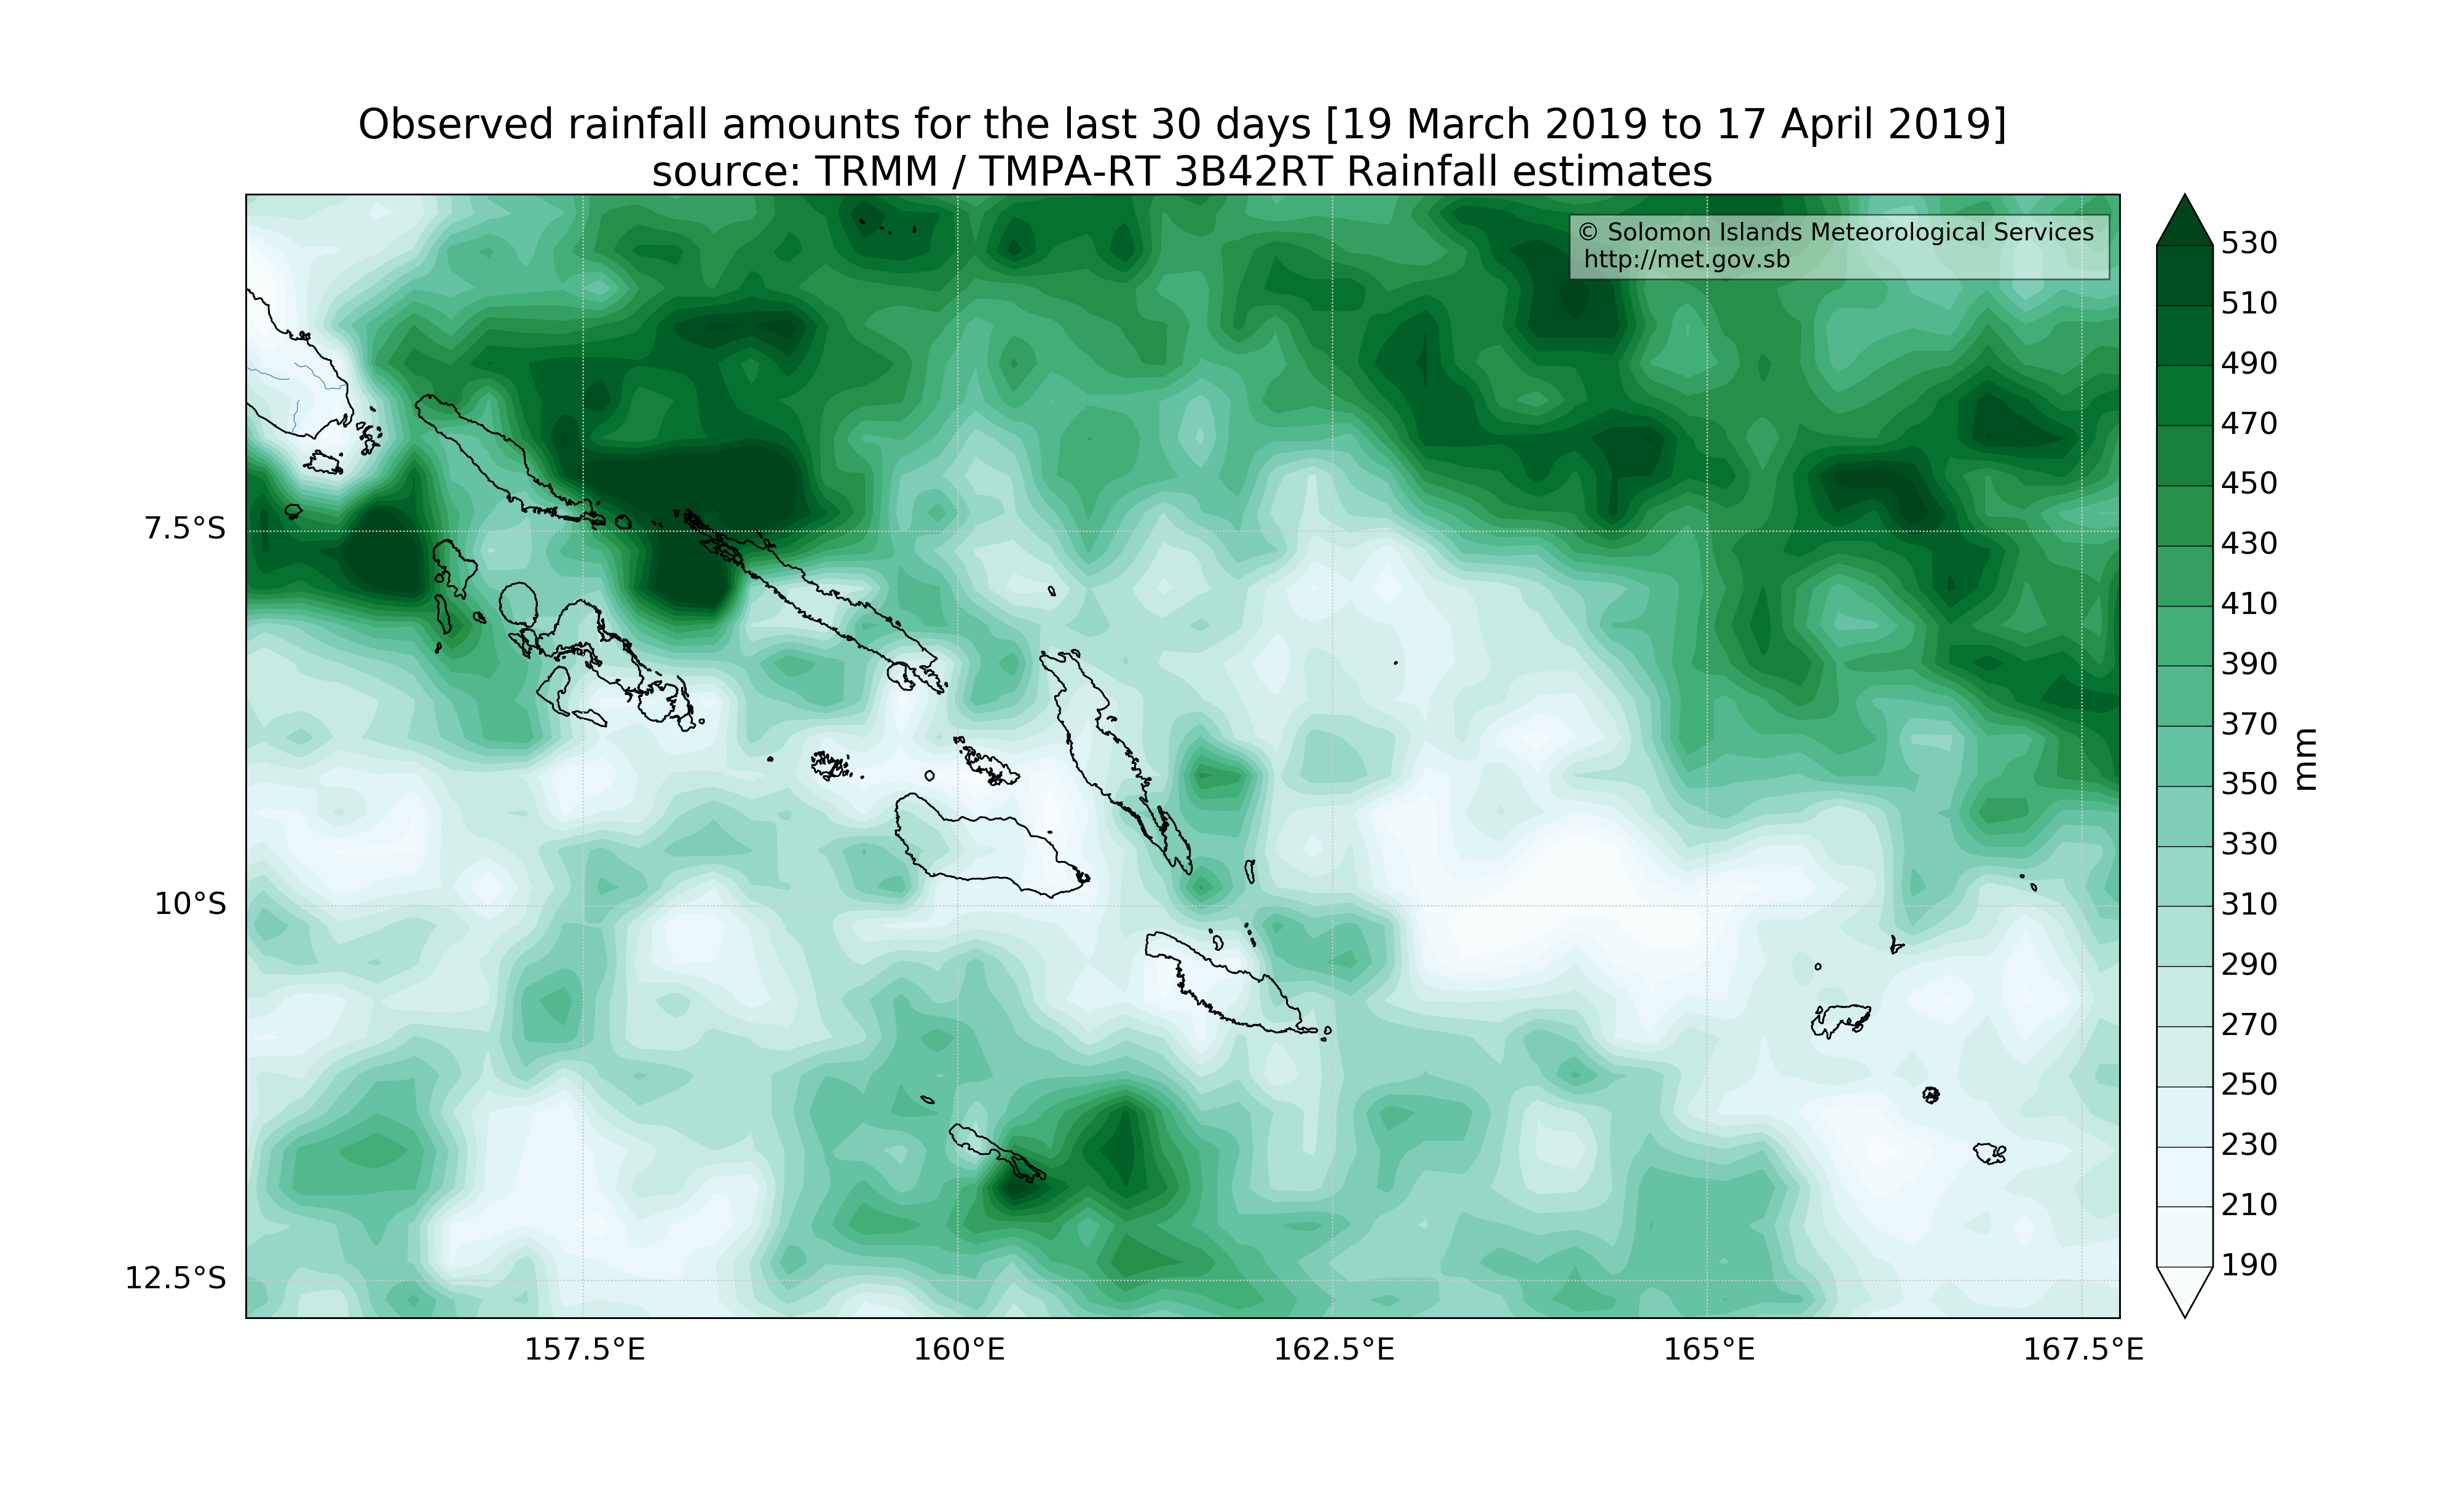 Observed rainfall amounts for the last 30 days [19 March 2019 to 17 April 2019]
source: TRMM / TMPA-RT 3B42RT Rainfall estimates
© Solomon Islands Meteorological Services
http://met.gov.sb
7.5°S
10°S
12.5°S
157.5°E
160°E
162.5°E
165°E
167.5°E
530
510
490
470
450
430
410
390
370
350
330
310
290
270
250
230
210
190
mm